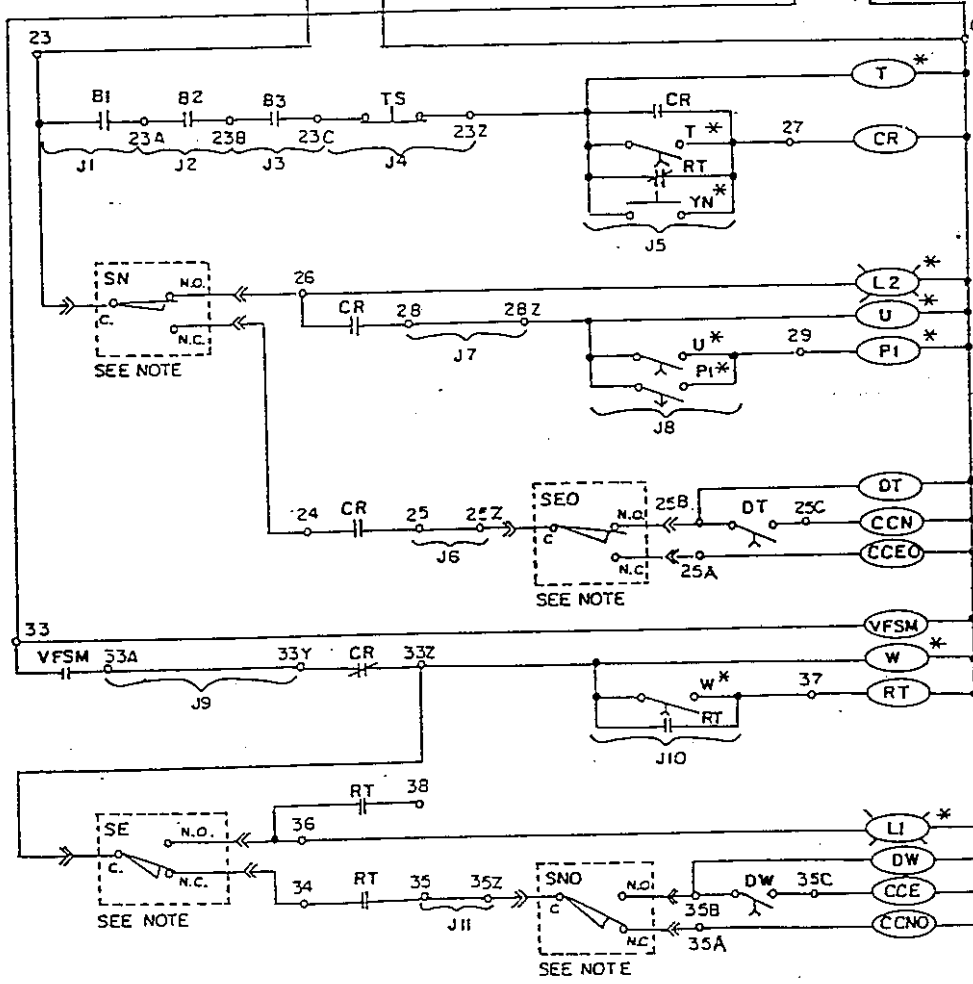 23
T *
B1 B2 B3 TS CR
23A 23B 23C 23Z T * 27 CR
J1 J2 J3 J4 RT
YN *
J5
SN N.O. 26 L2 *
C. CR 28 28Z U *
N.C. J7 U * 29 P1 *
SEE NOTE P1 *
J8
SEO DT
24 CR 25 25Z N.O. 25B DT 25C CCN
J6 C N.C. 25A CCEO
SEE NOTE
33 VFSM
VFSM 33A 33Y CR 33Z W *
J9 W * 37 RT
RT
J10
RT 38
SE N.O. 36 L1 *
C. N.C. SNO DW
34 RT 35 35Z N.O. 35B DW 35C CCE
SEE NOTE J11 C N.C 35A CCNO
SEE NOTE